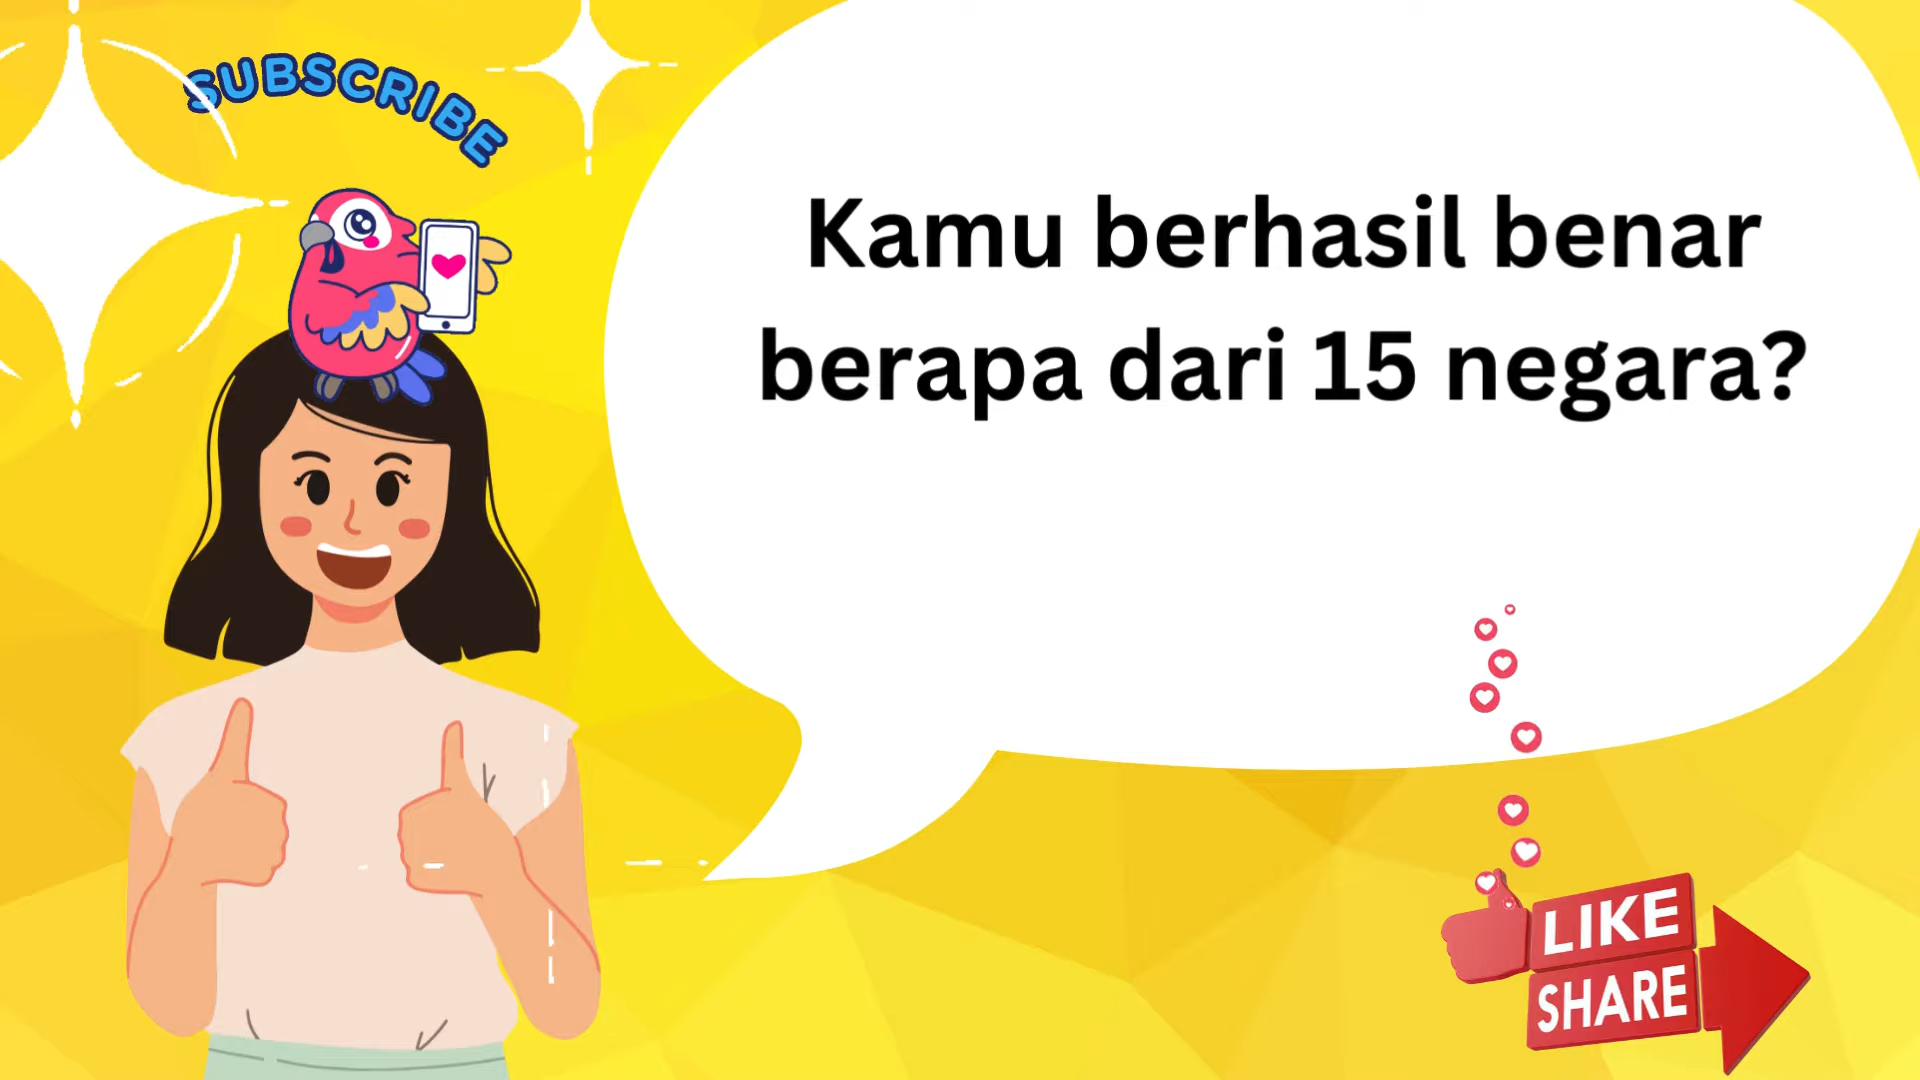 SUBSCRIBE
Kamu berhasil benar
berapa dari 15 negara?
LIKE
SHARE